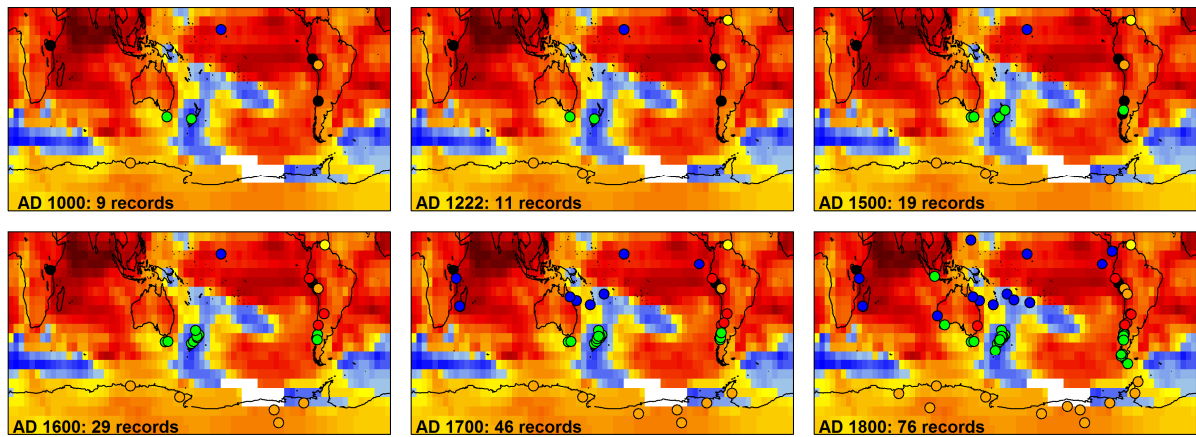 AD 1000: 9 records
AD 1222: 11 records
AD 1500: 19 records
AD 1600: 29 records
AD 1700: 46 records
AD 1800: 76 records